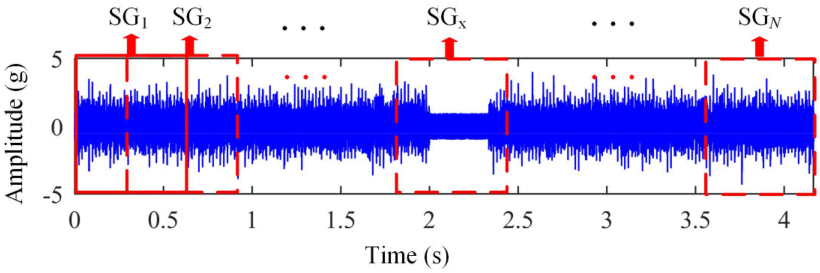 SG1 SG2 . . . SGx . . . SGN
5
0
-5
Amplitude (g)
. . . . . .
0 0.5 1 1.5 2 2.5 3 3.5 4
Time (s)